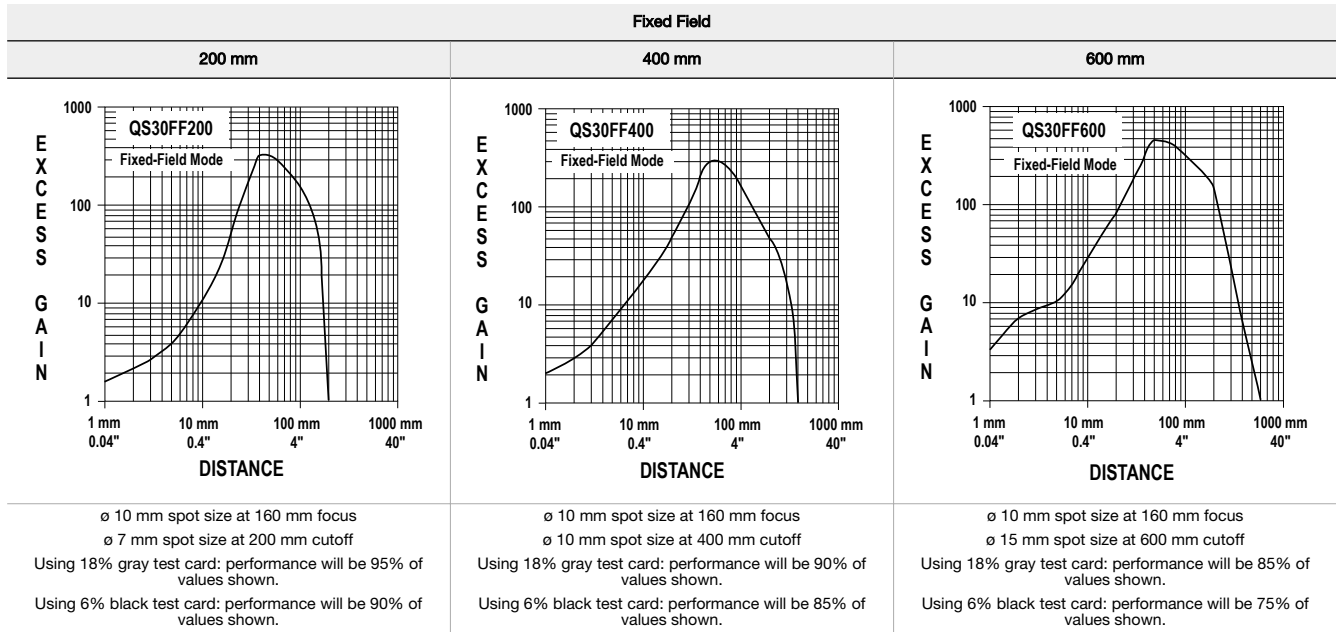 Fixed Field
200 mm
400 mm
600 mm
EXCESS GAIN
1000
100
10
1
QS30FF200
Fixed-Field Mode
1 mm
0.04"
10 mm
0.4"
100 mm
4"
1000 mm
40"
DISTANCE
EXCESS GAIN
1000
100
10
1
QS30FF400
Fixed-Field Mode
1 mm
0.04"
10 mm
0.4"
100 mm
4"
1000 mm
40"
DISTANCE
EXCESS GAIN
1000
100
10
1
QS30FF600
Fixed-Field Mode
1 mm
0.04"
10 mm
0.4"
100 mm
4"
1000 mm
40"
DISTANCE
ø 10 mm spot size at 160 mm focus
ø 7 mm spot size at 200 mm cutoff
Using 18% gray test card: performance will be 95% of
values shown.
Using 6% black test card: performance will be 90% of
values shown.
ø 10 mm spot size at 160 mm focus
ø 10 mm spot size at 400 mm cutoff
Using 18% gray test card: performance will be 90% of
values shown.
Using 6% black test card: performance will be 85% of
values shown.
ø 10 mm spot size at 160 mm focus
ø 15 mm spot size at 600 mm cutoff
Using 18% gray test card: performance will be 85% of
values shown.
Using 6% black test card: performance will be 75% of
values shown.